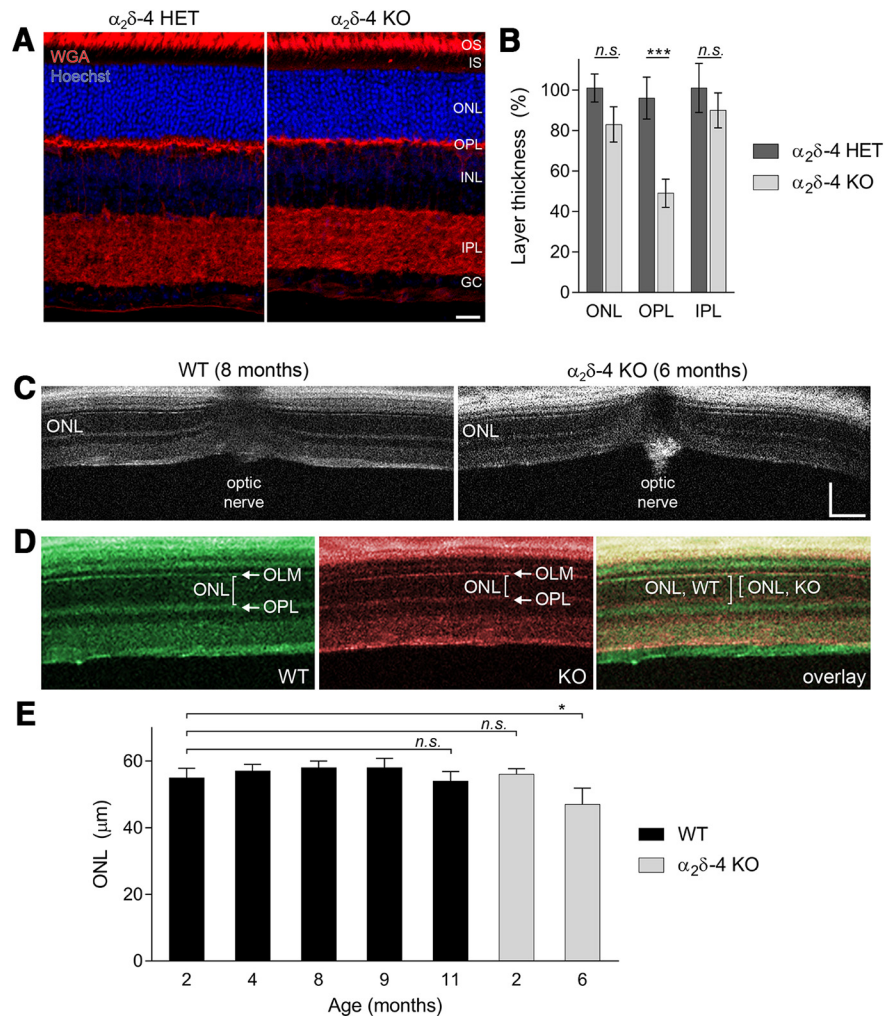 A
α2δ-4 HET
α2δ-4 KO
WGA
Hoechst
OS
IS
ONL
OPL
INL
IPL
GC
B
n.s.
***
n.s.
Layer thickness (%)
100
80
60
40
20
0
ONL
OPL
IPL
α2δ-4 HET
α2δ-4 KO
C
WT (8 months)
α2δ-4 KO (6 months)
ONL
optic
nerve
ONL
optic
nerve
D
ONL
OLM
OPL
WT
ONL
OLM
OPL
KO
ONL, WT
ONL, KO
overlay
E
*
n.s.
n.s.
ONL (μm)
60
40
20
0
2
4
8
9
11
2
6
Age (months)
WT
α2δ-4 KO